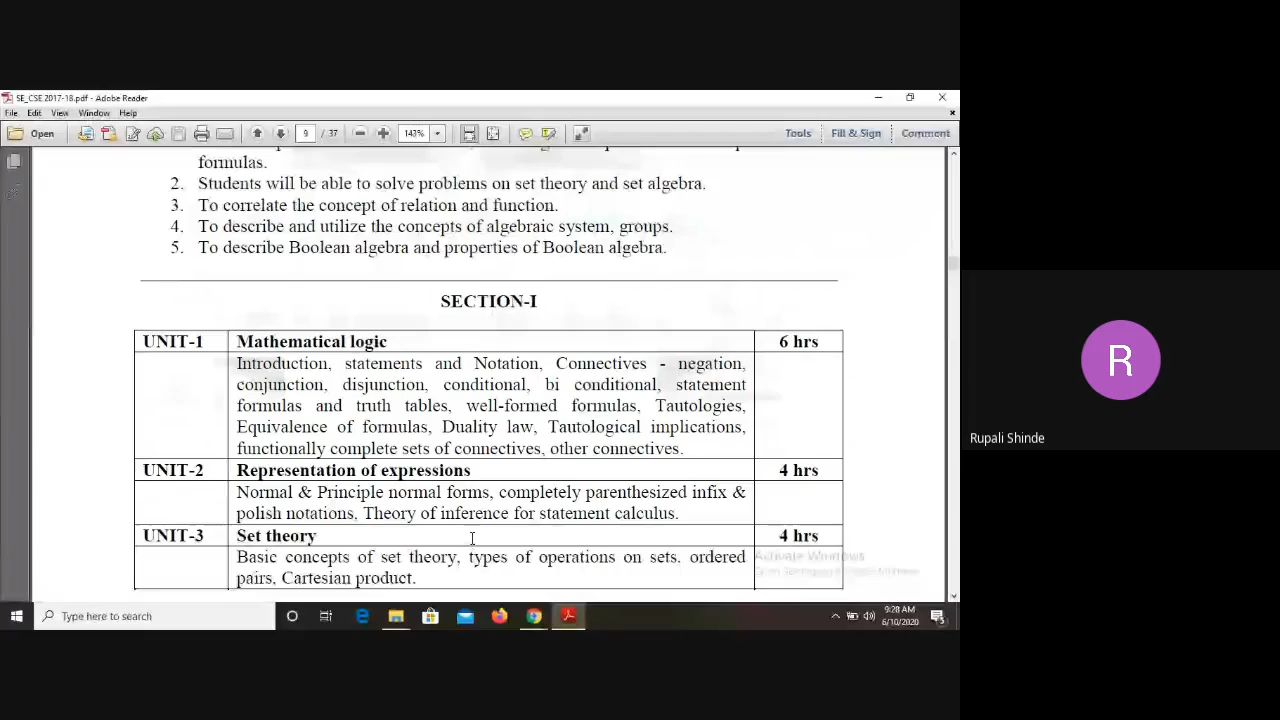 SE_CSE 2017-18.pdf - Adobe Reader
File Edit View Window Help
Open 9 / 37 143% Tools Fill & Sign Comment
formulas.
2. Students will be able to solve problems on set theory and set algebra.
3. To correlate the concept of relation and function.
4. To describe and utilize the concepts of algebraic system, groups.
5. To describe Boolean algebra and properties of Boolean algebra.
SECTION-I
UNIT-1 Mathematical logic 6 hrs
Introduction, statements and Notation, Connectives - negation,
conjunction, disjunction, conditional, bi conditional, statement
formulas and truth tables, well-formed formulas, Tautologies,
Equivalence of formulas, Duality law, Tautological implications,
functionally complete sets of connectives, other connectives.
UNIT-2 Representation of expressions 4 hrs
Normal & Principle normal forms, completely parenthesized infix &
polish notations, Theory of inference for statement calculus.
UNIT-3 Set theory 4 hrs
Basic concepts of set theory, types of operations on sets. ordered
pairs, Cartesian product.
Activate Windows
R
Rupali Shinde
Type here to search
9:28 AM
6/10/2020